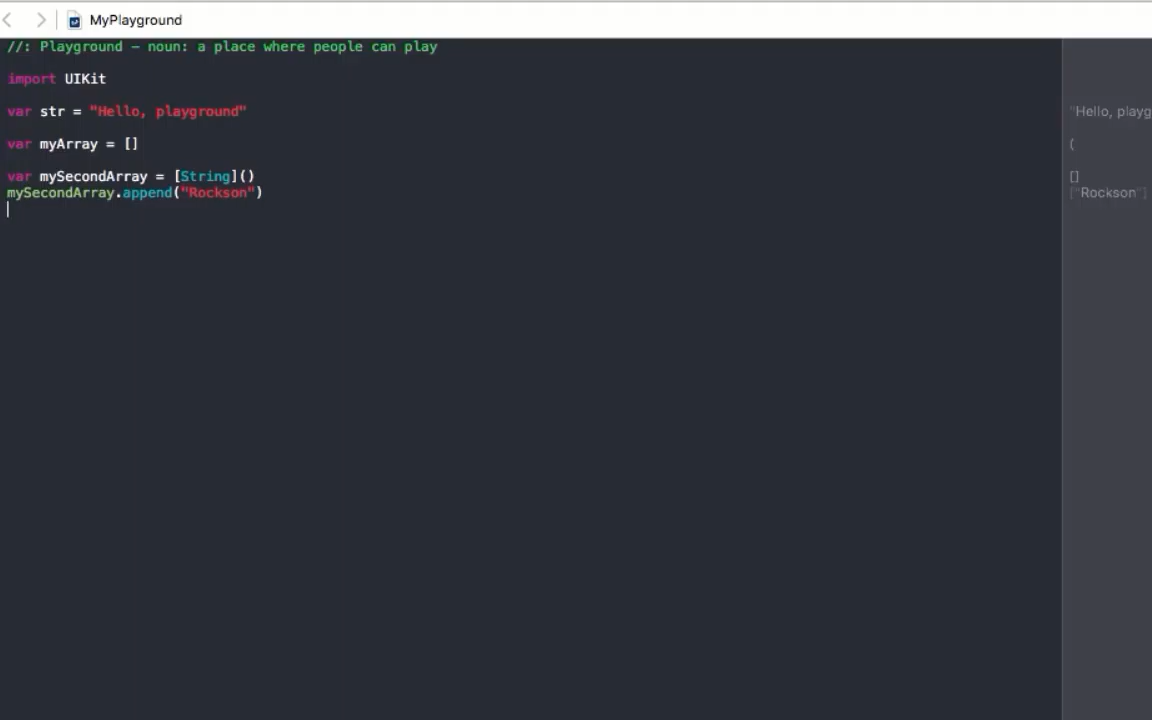 MyPlayground
//: Playground – noun: a place where people can play
import UIKit
var str = "Hello, playground"
"Hello, playg
var myArray = []
(
var mySecondArray = [String]()
[]
mySecondArray.append("Rockson")
["Rockson"]